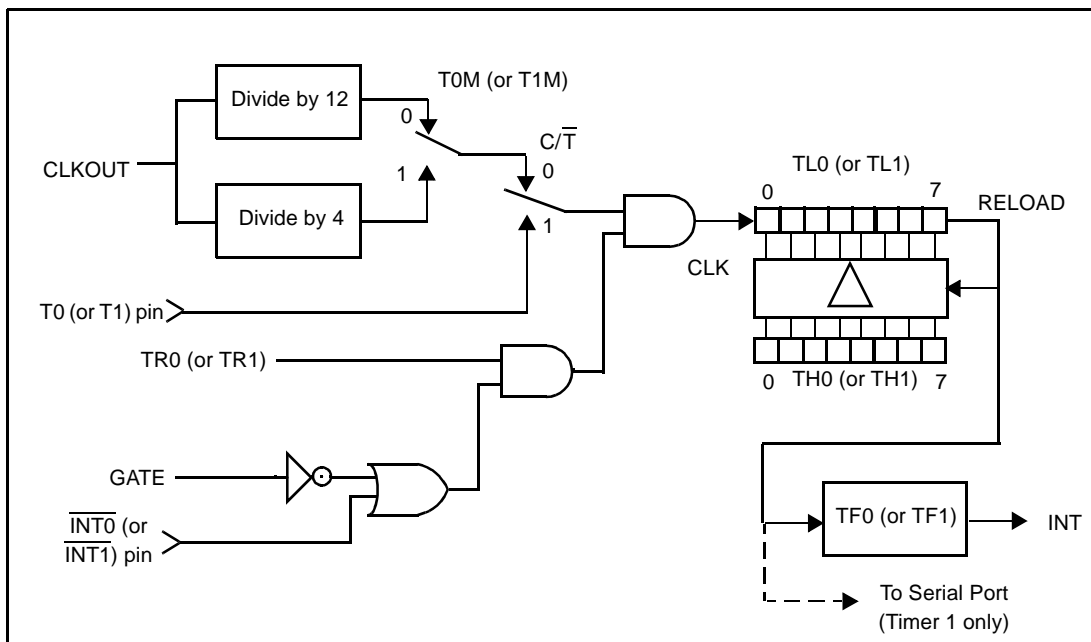 Divide by 12
T0M (or T1M)
0
1
CLKOUT
Divide by 4
C/T̅
0
1
T0 (or T1) pin
TR0 (or TR1)
GATE
I̅N̅T̅0̅ (or
I̅N̅T̅1̅) pin
CLK
TL0 (or TL1)
0
7
RELOAD
0
TH0 (or TH1)
7
TF0 (or TF1)
INT
To Serial Port
(Timer 1 only)